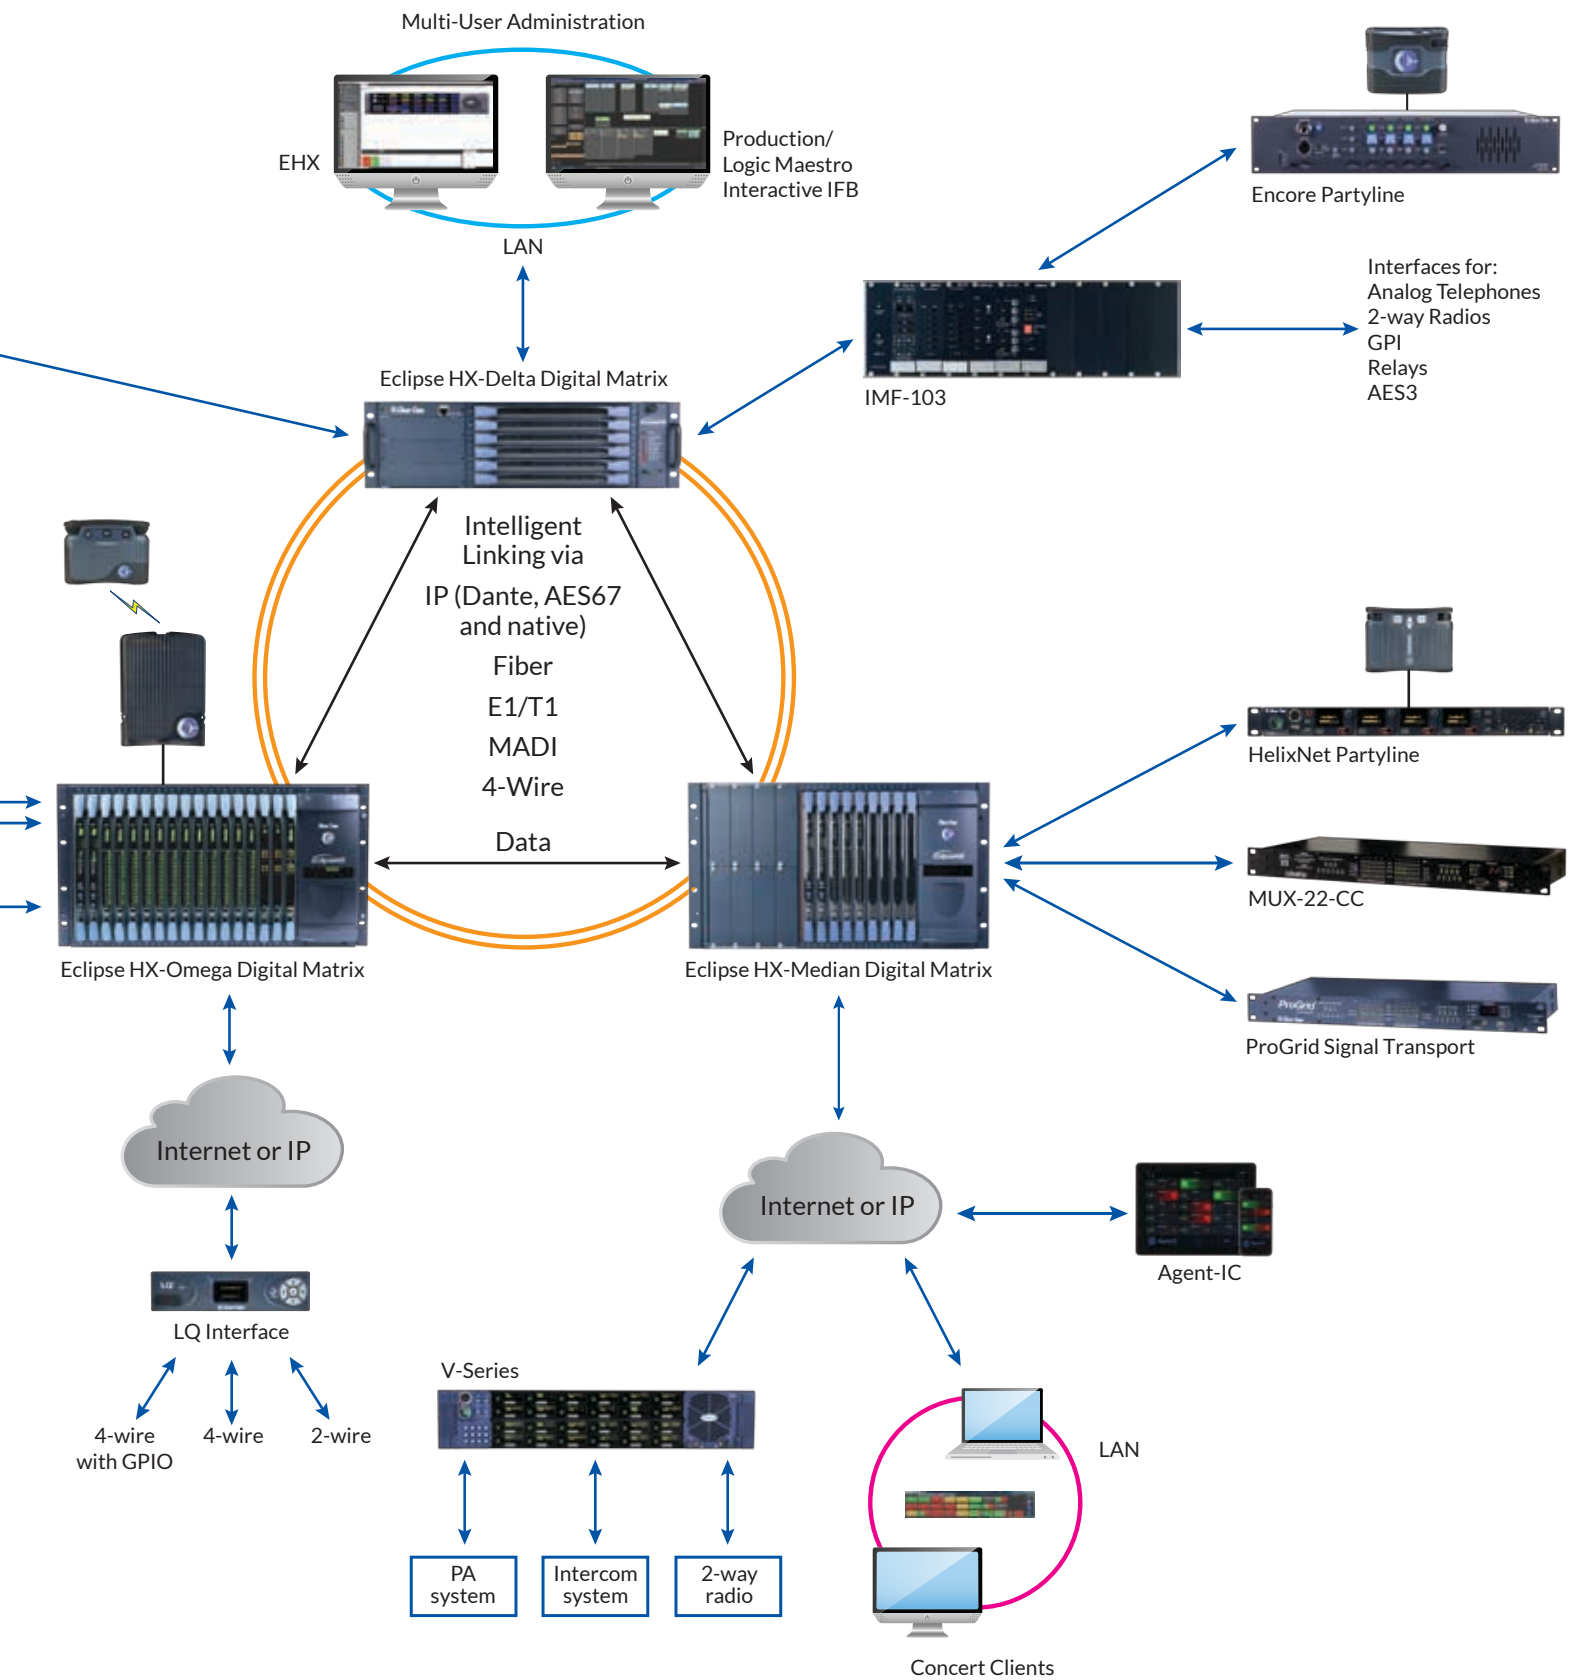 Multi-User Administration
EHX
Production/
Logic Maestro
Interactive IFB
LAN
Encore Partyline
Interfaces for:
Analog Telephones
2-way Radios
GPI
Relays
AES3
IMF-103
Eclipse HX-Delta Digital Matrix
Intelligent
Linking via
IP (Dante, AES67
and native)
Fiber
E1/T1
MADI
4-Wire
Data
HelixNet Partyline
MUX-22-CC
ProGrid
ProGrid Signal Transport
Eclipse HX-Omega Digital Matrix
Eclipse HX-Median Digital Matrix
Internet or IP
Internet or IP
Agent-IC
LQ Interface
4-wire
with GPIO
4-wire
2-wire
V-Series
PA
system
Intercom
system
2-way
radio
LAN
Concert Clients